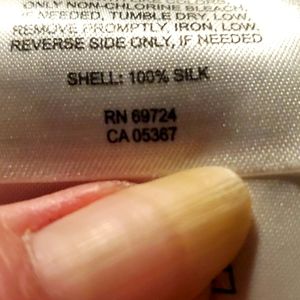 ONLY NON-CHLORINE BLEACH,
IF NEEDED, TUMBLE DRY, LOW,
REMOVE PROMPTLY, IRON, LOW,
REVERSE SIDE ONLY, IF NEEDED
SHELL: 100% SILK
RN 69724
CA 05367